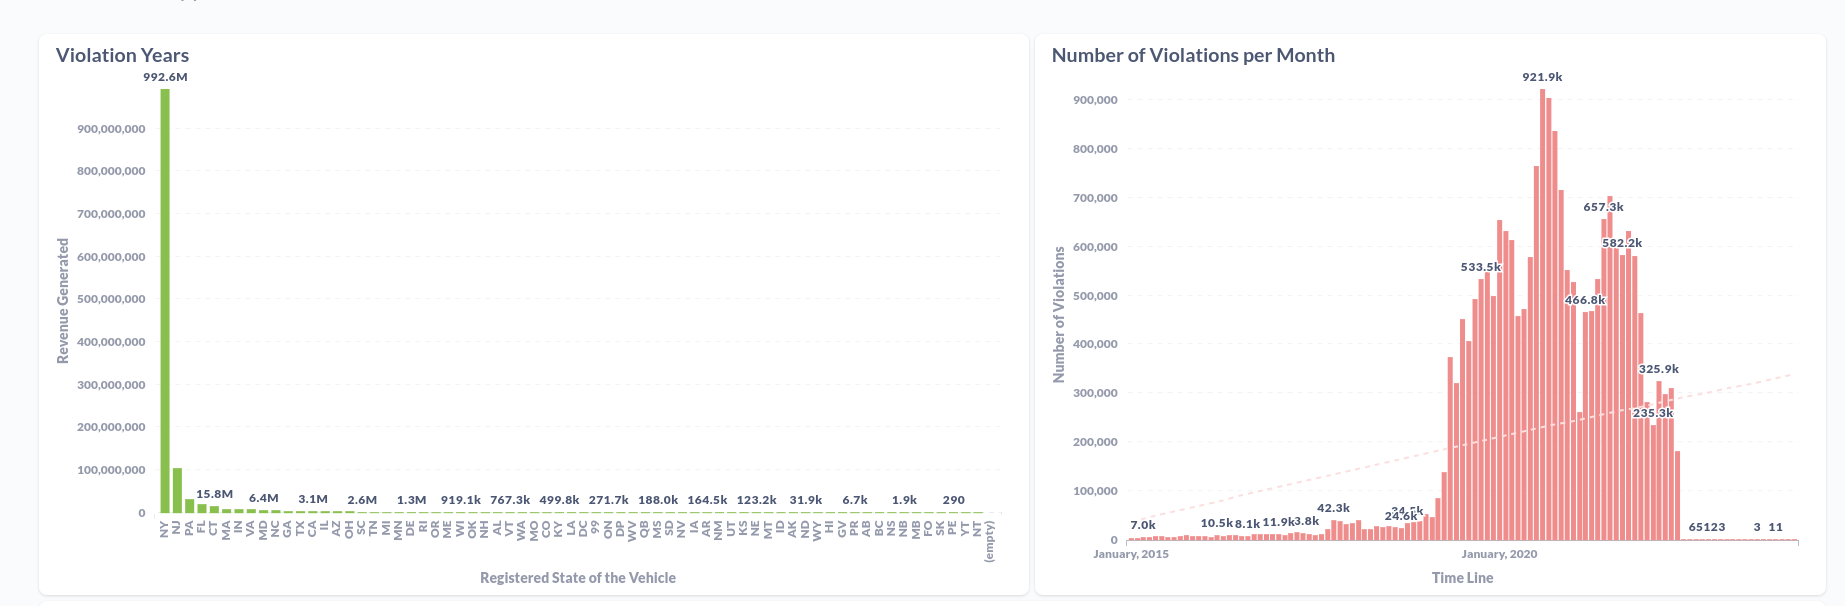 Violation Years
992.6M
900,000,000
800,000,000
700,000,000
600,000,000
500,000,000
400,000,000
300,000,000
200,000,000
100,000,000
0
Revenue Generated
15.8M 6.4M 3.1M 2.6M 1.3M 919.1k 767.3k 499.8k 271.7k 188.0k 164.5k 123.2k 31.9k 6.7k 1.9k 290
NY NJ PA FL CT MA IN VA MD NC GA TX CA IL AZ OH SC TN MI MN DE RI OR ME WI OK NH AL VT WA MO CO KY LA DC 99 ON DP WV QB MS SD NV IA AR NM UT KS NE MT ID AK ND WY HI GV PR AB BC NS NB MB FO SK PE YT NT (empty)
Registered State of the Vehicle
Number of Violations per Month
921.9k
900,000
800,000
700,000
600,000
500,000
400,000
300,000
200,000
100,000
0
Number of Violations
657.3k
582.2k
533.5k
466.8k
325.9k
235.3k
42.3k
24.6k
7.0k 10.5k 8.1k 11.9k 3.8k 65123 3 11
January, 2015 January, 2020
Time Line